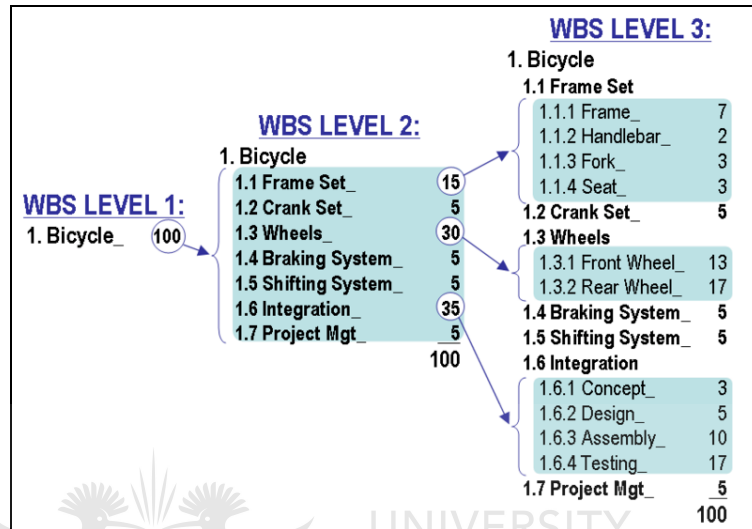 WBS LEVEL 1:
1. Bicycle_ 100
WBS LEVEL 2:
1. Bicycle
1.1 Frame Set_ 15
1.2 Crank Set_ 5
1.3 Wheels_ 30
1.4 Braking System_ 5
1.5 Shifting System_ 5
1.6 Integration_ 35
1.7 Project Mgt_ 5
100
WBS LEVEL 3:
1. Bicycle
1.1 Frame Set
1.1.1 Frame_ 7
1.1.2 Handlebar_ 2
1.1.3 Fork_ 3
1.1.4 Seat_ 3
1.2 Crank Set_ 5
1.3 Wheels
1.3.1 Front Wheel_ 13
1.3.2 Rear Wheel_ 17
1.4 Braking System_ 5
1.5 Shifting System_ 5
1.6 Integration
1.6.1 Concept_ 3
1.6.2 Design_ 5
1.6.3 Assembly_ 10
1.6.4 Testing_ 17
1.7 Project Mgt_ 5
100
UNIVERSITY